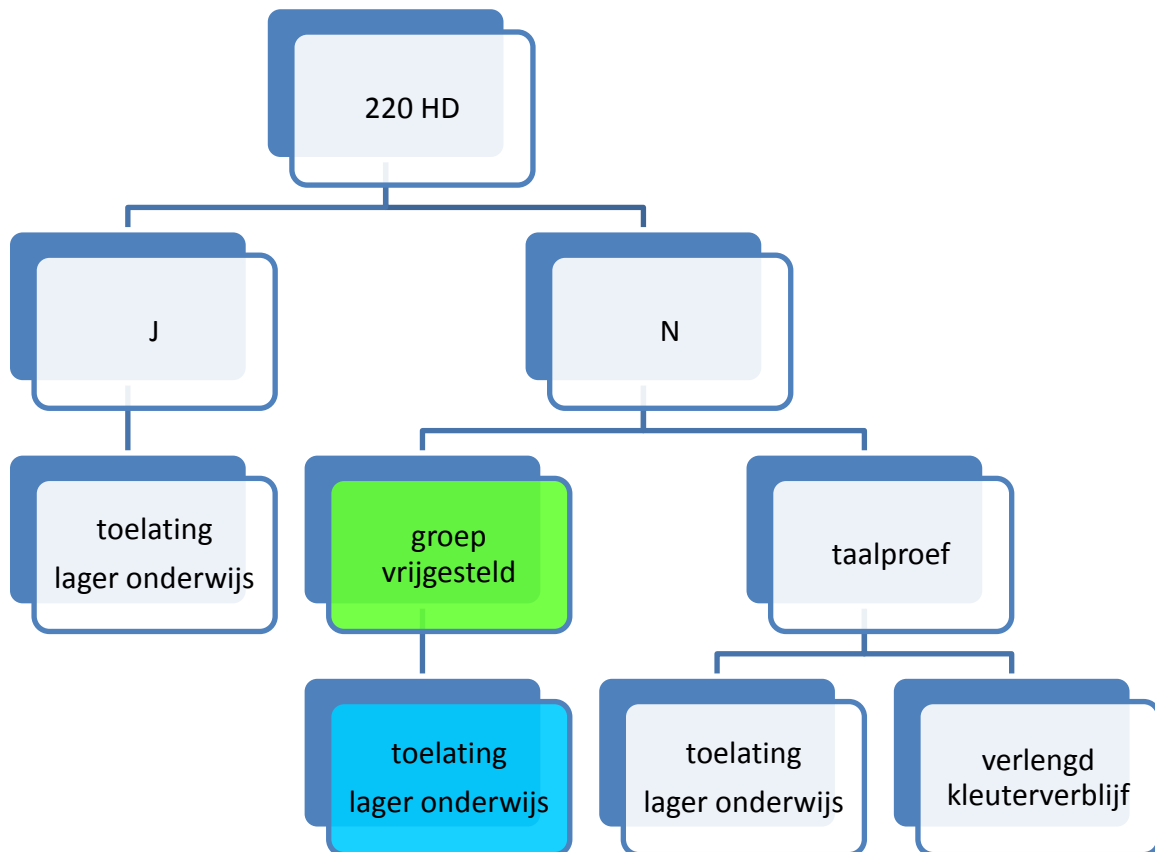 220 HD
J
N
toelating
lager onderwijs
groep
vrijgesteld
taalproef
toelating
lager onderwijs
toelating
lager onderwijs
verlengd
kleuterverblijf